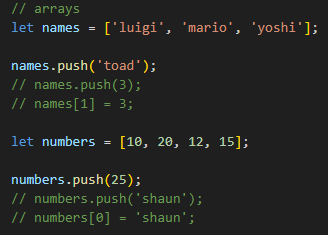 // arrays
let names = ['luigi', 'mario', 'yoshi'];
names.push('toad');
// names.push(3);
// names[1] = 3;
let numbers = [10, 20, 12, 15];
numbers.push(25);
// numbers.push('shaun');
// numbers[0] = 'shaun';